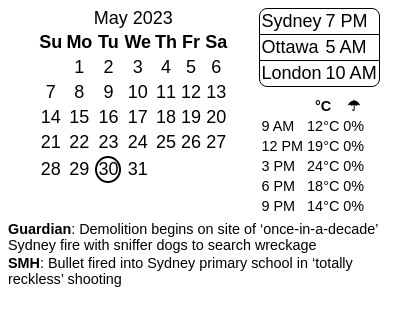 May 2023
Su Mo Tu We Th Fr Sa
1 2 3 4 5 6
7 8 9 10 11 12 13
14 15 16 17 18 19 20
21 22 23 24 25 26 27
28 29 30 31
Sydney 7 PM
Ottawa 5 AM
London 10 AM
°C ☂
9 AM 12°C 0%
12 PM 19°C 0%
3 PM 24°C 0%
6 PM 18°C 0%
9 PM 14°C 0%
Guardian: Demolition begins on site of ‘once-in-a-decade’
Sydney fire with sniffer dogs to search wreckage
SMH: Bullet fired into Sydney primary school in ‘totally
reckless’ shooting